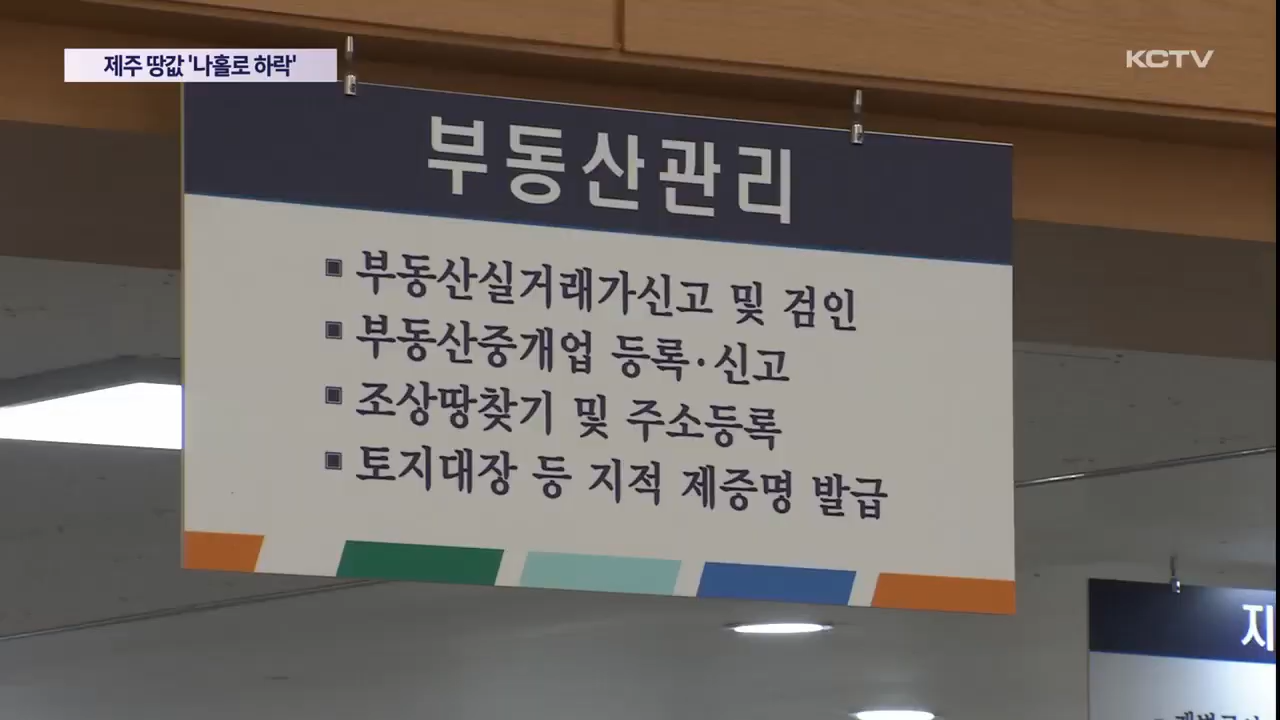 제주 땅값 '나홀로 하락'
KCTV
부동산관리
▣ 부동산실거래가신고 및 검인
▣ 부동산중개업 등록·신고
▣ 조상땅찾기 및 주소등록
▣ 토지대장 등 지적 제증명 발급
지